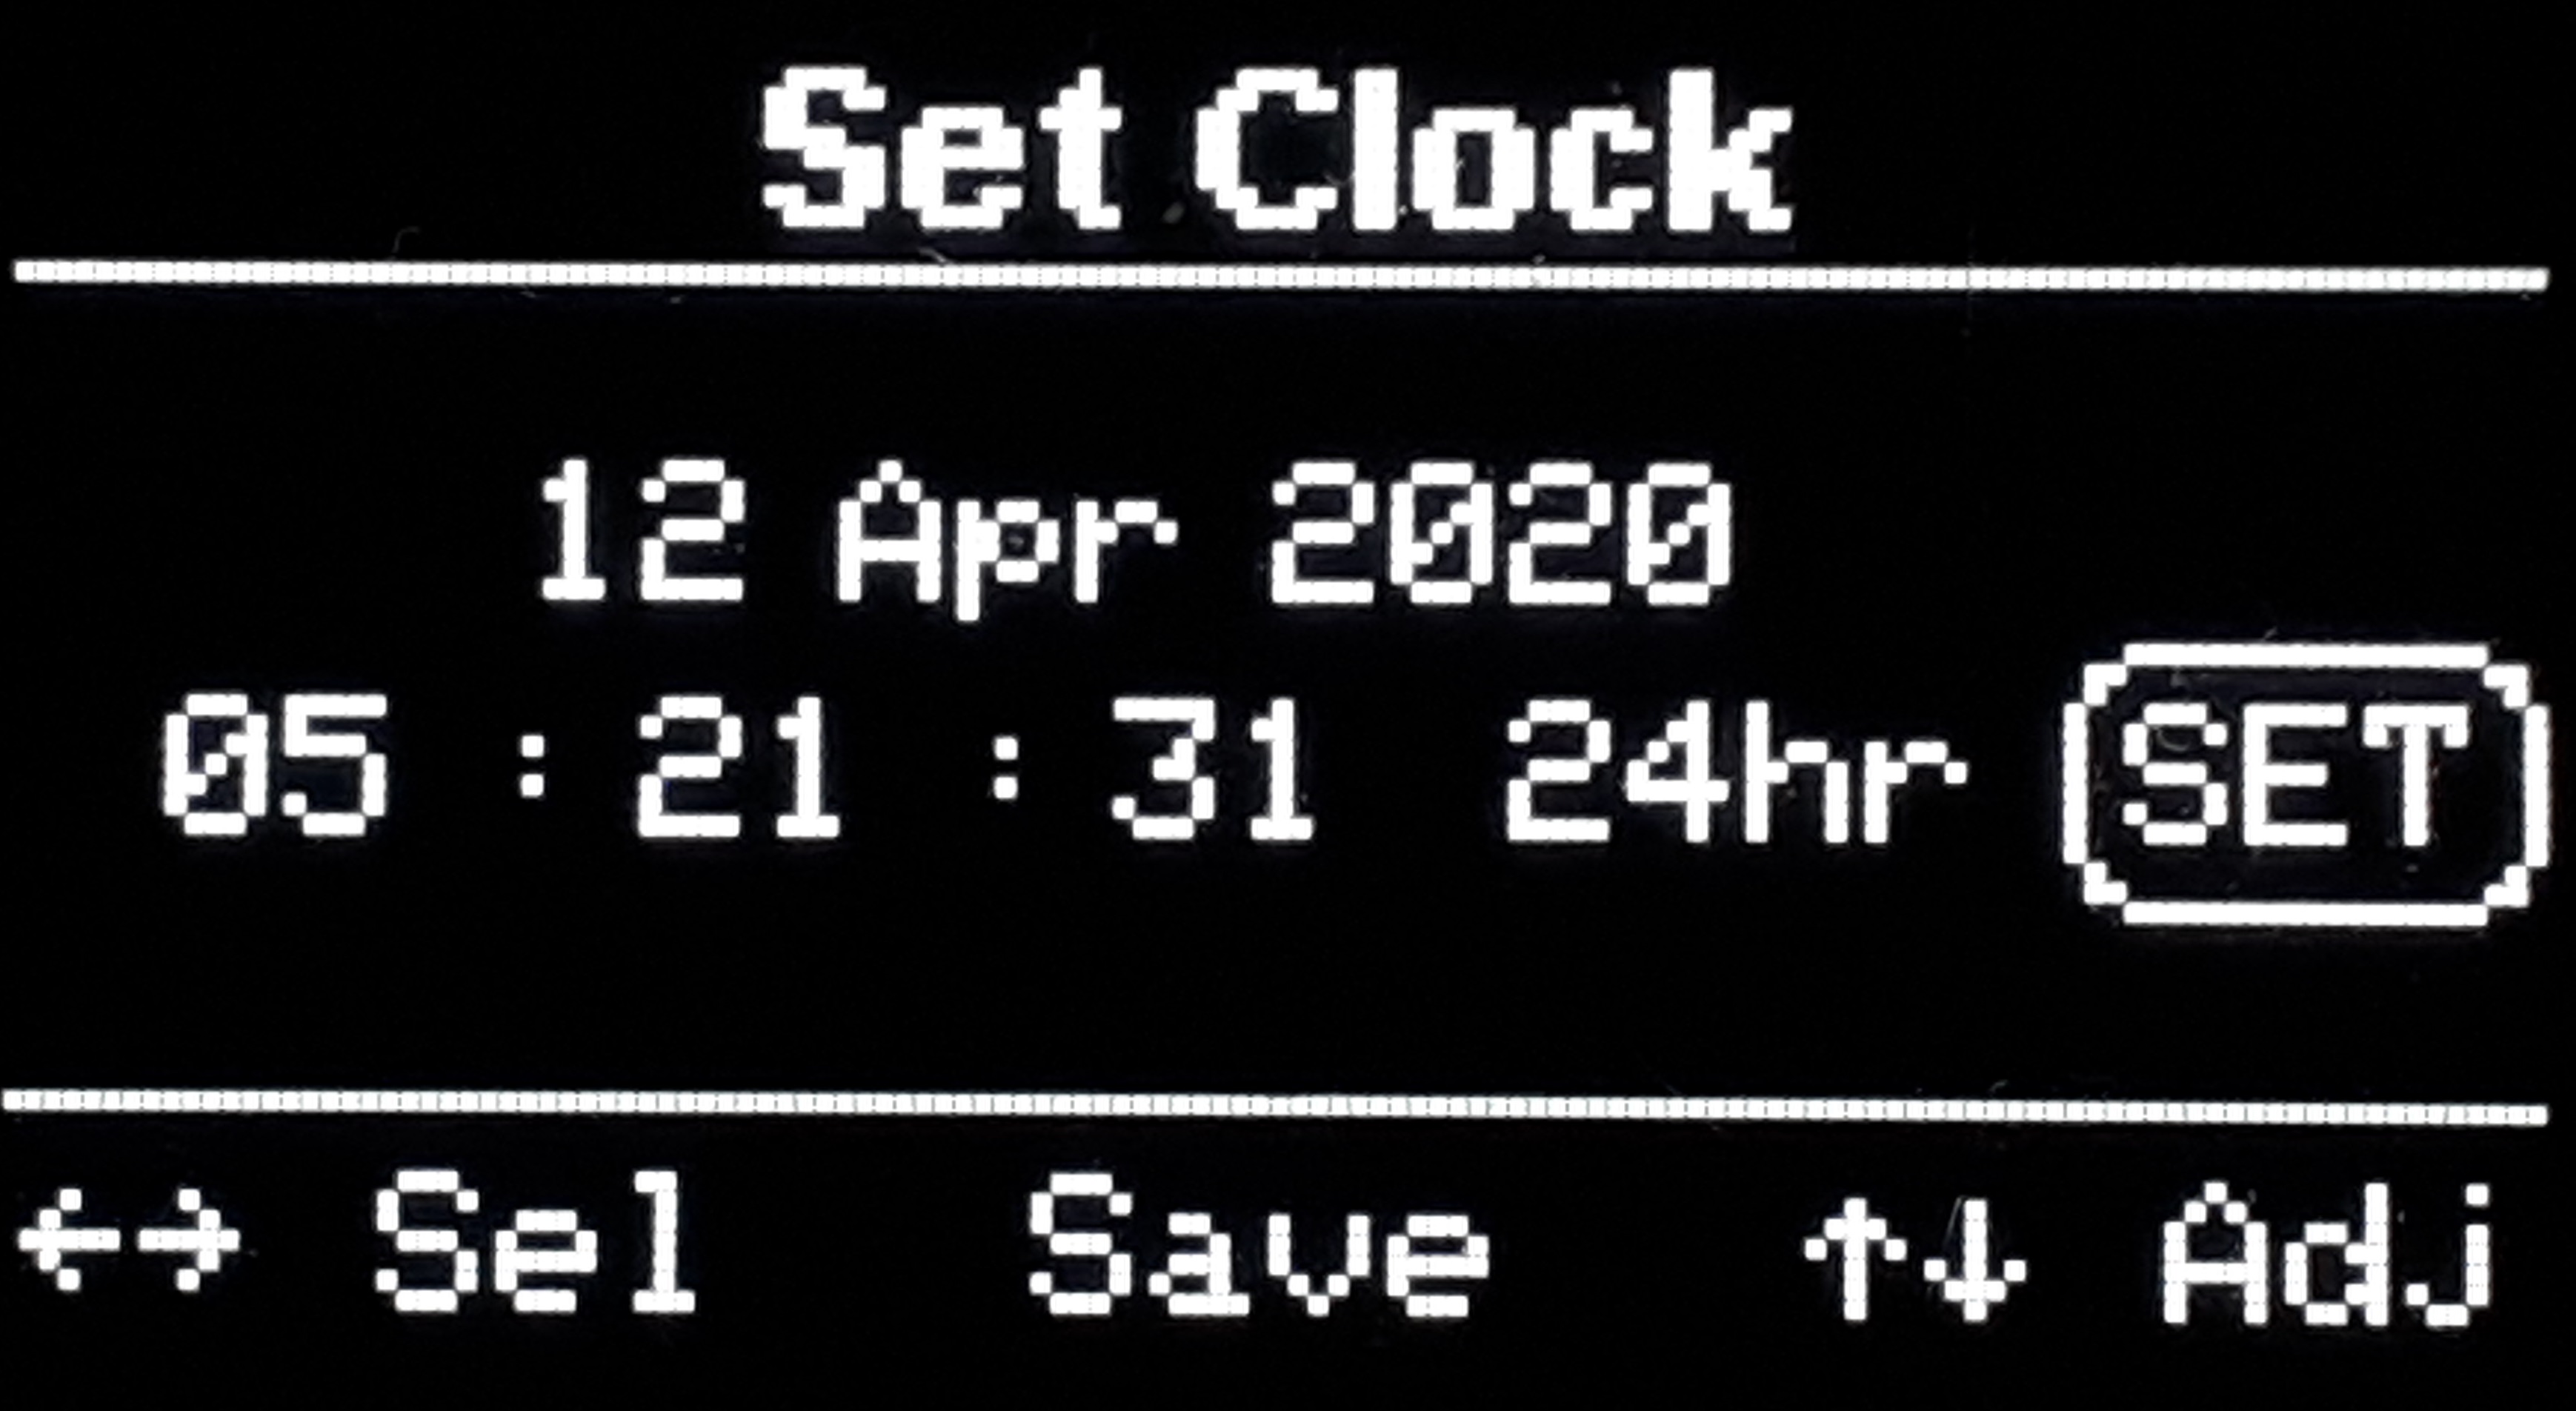 Set Clock
12 Apr 2020
05 : 21 : 31 24hr SET
←→ Sel Save ↑↓ Adj